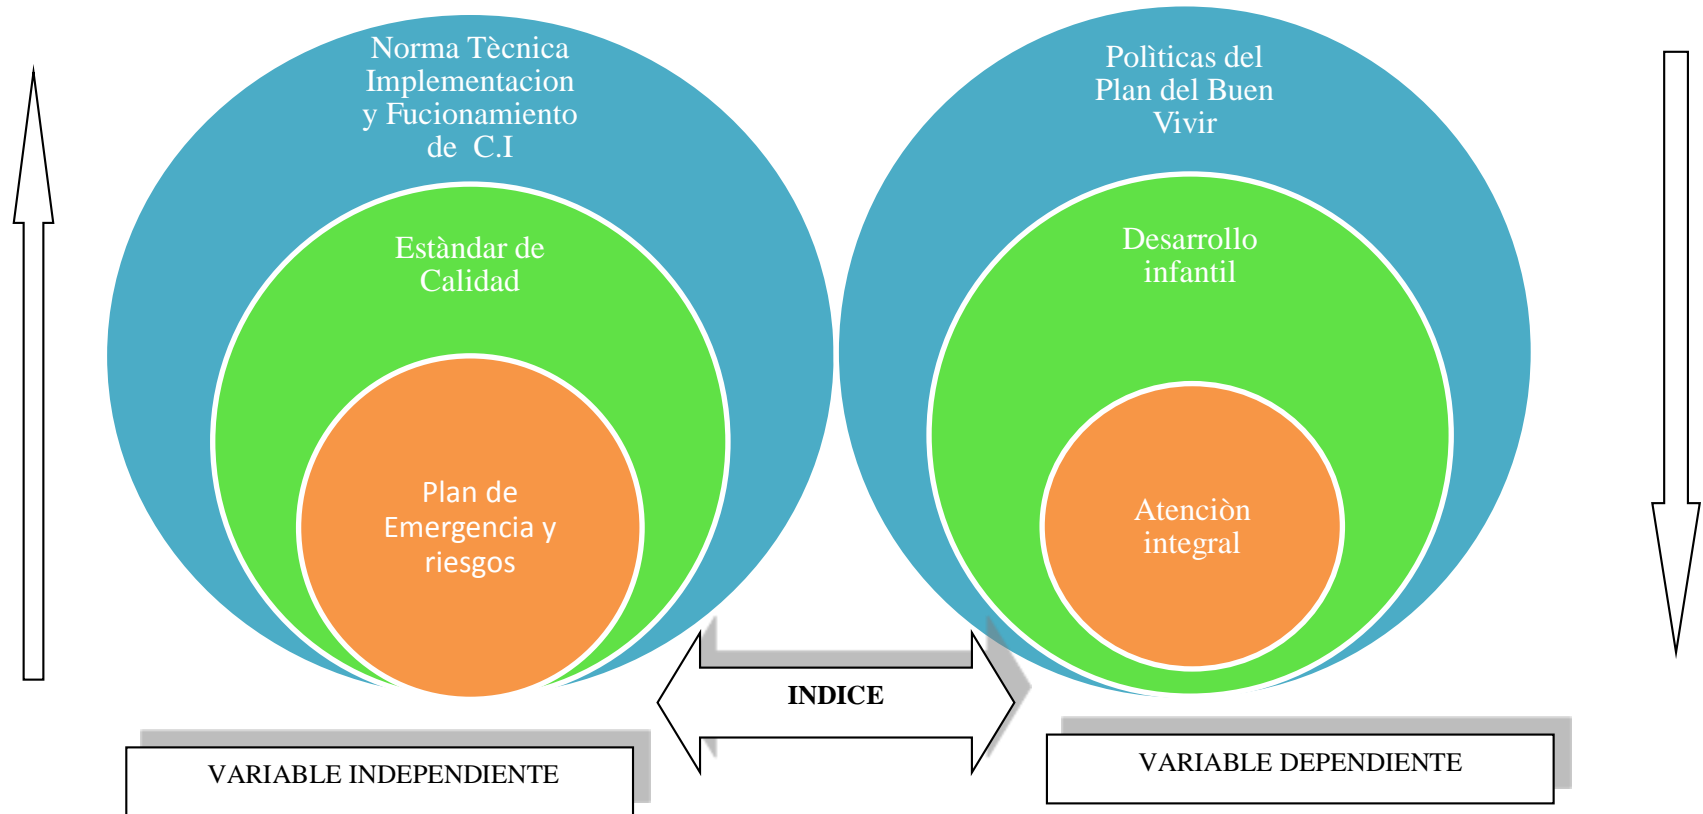 Norma Tècnica
Implementacion
y Fucionamiento
de C.I
Estàndar de
Calidad
Plan de
Emergencia y
riesgos
Polìticas del
Plan del Buen
Vivir
Desarrollo
infantil
Atenciòn
integral
INDICE
VARIABLE INDEPENDIENTE
VARIABLE DEPENDIENTE